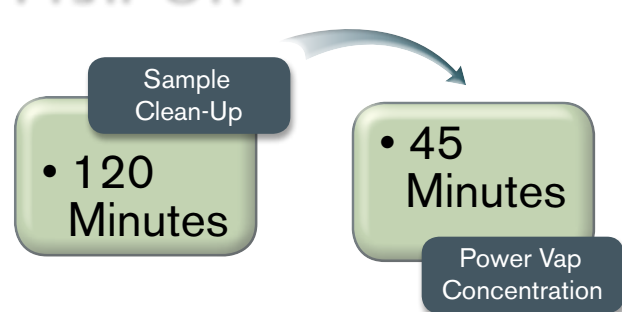 Sample
Clean-Up
• 120
Minutes
• 45
Minutes
Power Vap
Concentration